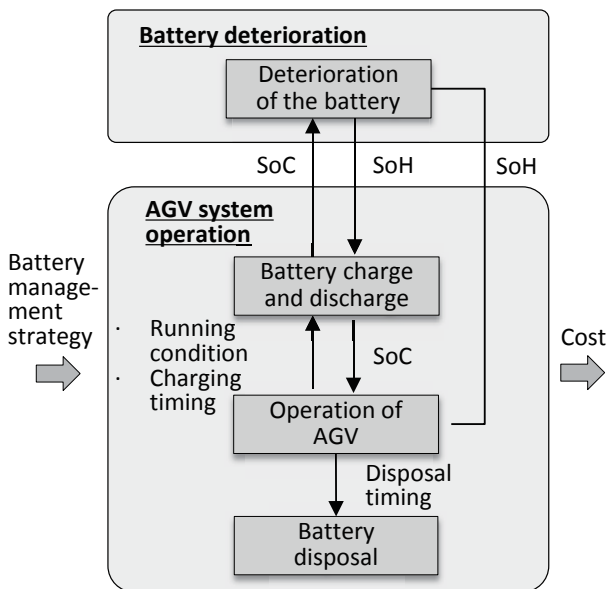 Battery deterioration
Deterioration
of the battery
SoC
SoH
SoH
AGV system
operation
Battery charge
and discharge
Battery
manage-
ment
strategy
· Running
condition
· Charging
timing
SoC
Cost
Operation of
AGV
Disposal
timing
Battery
disposal